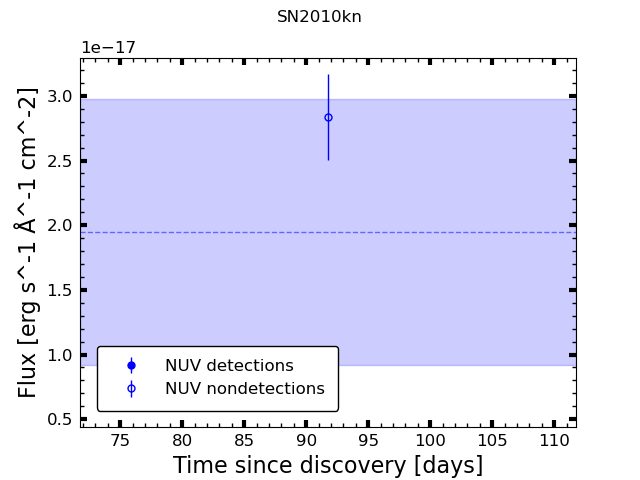 SN2010kn
1e−17
3.0
2.5
2.0
1.5
1.0
0.5
Flux [erg s^-1 Å^-1 cm^-2]
NUV detections
NUV nondetections
75 80 85 90 95 100 105 110
Time since discovery [days]